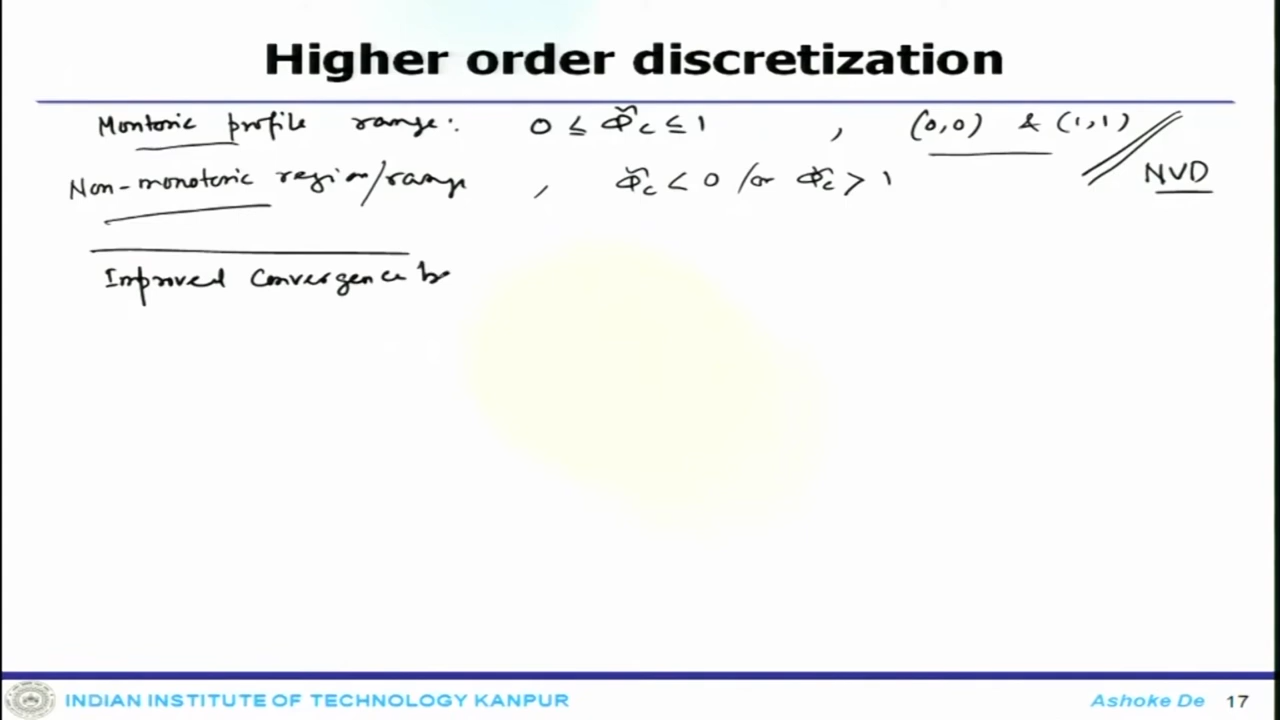 Higher order discretization
Montonic profile range: 0 ≤ Φ̃c ≤ 1 , (0,0) & (1,1)
Non-monotonic region/range , Φ̃c < 0 /or Φ̃c > 1
NVD
Improved Convergence b
INDIAN INSTITUTE OF TECHNOLOGY KANPUR
Ashoke De 17